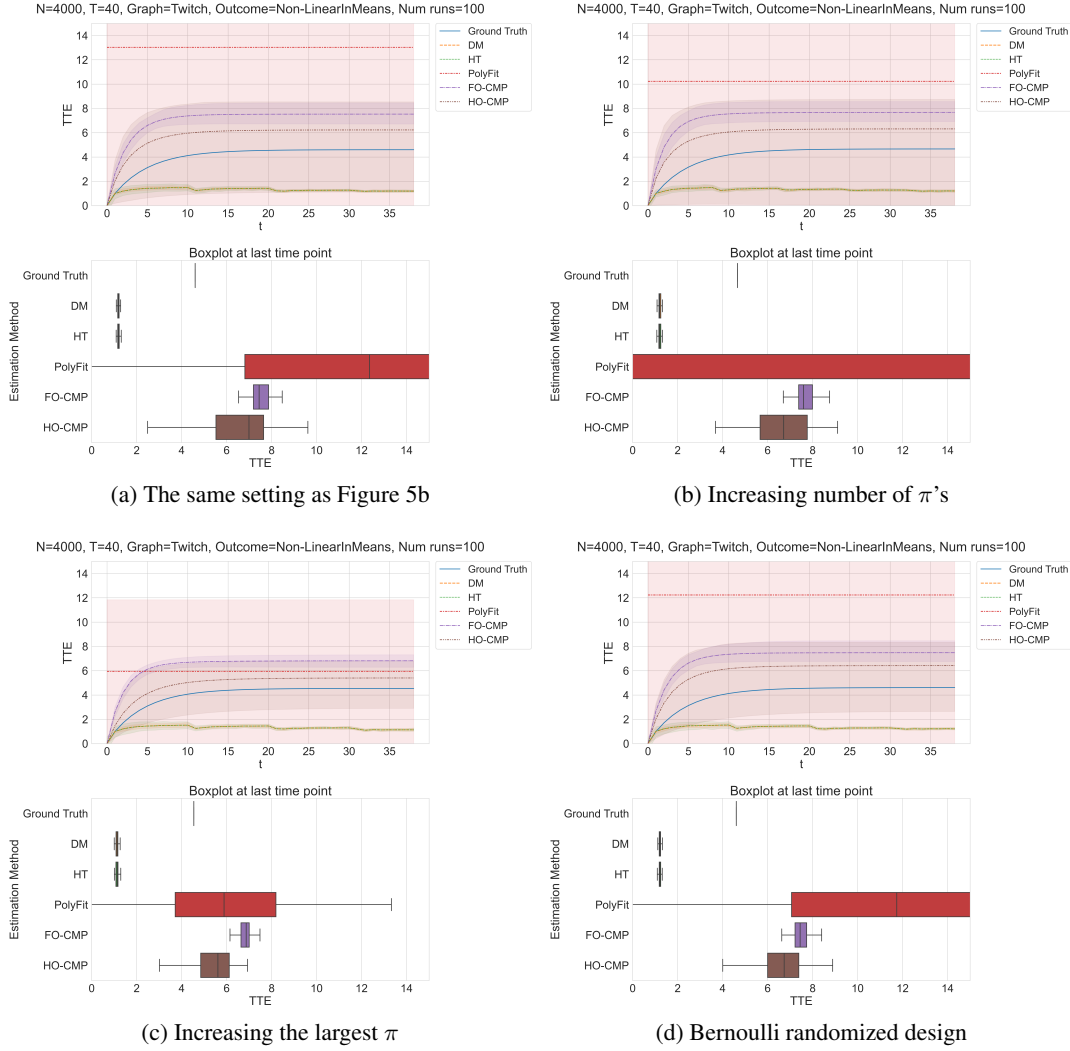 N=4000, T=40, Graph=Twitch, Outcome=Non-LinearInMeans, Num runs=100
14
12
10
8
6
4
2
0
TTE
0 5 10 15 20 25 30 35
t
Ground Truth
DM
HT
PolyFit
FO-CMP
HO-CMP
Boxplot at last time point
Estimation Method
Ground Truth
DM
HT
PolyFit
FO-CMP
HO-CMP
0 2 4 6 8 10 12 14
TTE
(a) The same setting as Figure 5b
N=4000, T=40, Graph=Twitch, Outcome=Non-LinearInMeans, Num runs=100
14
12
10
8
6
4
2
0
TTE
0 5 10 15 20 25 30 35
t
Ground Truth
DM
HT
PolyFit
FO-CMP
HO-CMP
Boxplot at last time point
Estimation Method
Ground Truth
DM
HT
PolyFit
FO-CMP
HO-CMP
0 2 4 6 8 10 12 14
TTE
(b) Increasing number of π's
N=4000, T=40, Graph=Twitch, Outcome=Non-LinearInMeans, Num runs=100
14
12
10
8
6
4
2
0
TTE
0 5 10 15 20 25 30 35
t
Ground Truth
DM
HT
PolyFit
FO-CMP
HO-CMP
Boxplot at last time point
Estimation Method
Ground Truth
DM
HT
PolyFit
FO-CMP
HO-CMP
0 2 4 6 8 10 12 14
TTE
(c) Increasing the largest π
N=4000, T=40, Graph=Twitch, Outcome=Non-LinearInMeans, Num runs=100
14
12
10
8
6
4
2
0
TTE
0 5 10 15 20 25 30 35
t
Ground Truth
DM
HT
PolyFit
FO-CMP
HO-CMP
Boxplot at last time point
Estimation Method
Ground Truth
DM
HT
PolyFit
FO-CMP
HO-CMP
0 2 4 6 8 10 12 14
TTE
(d) Bernoulli randomized design